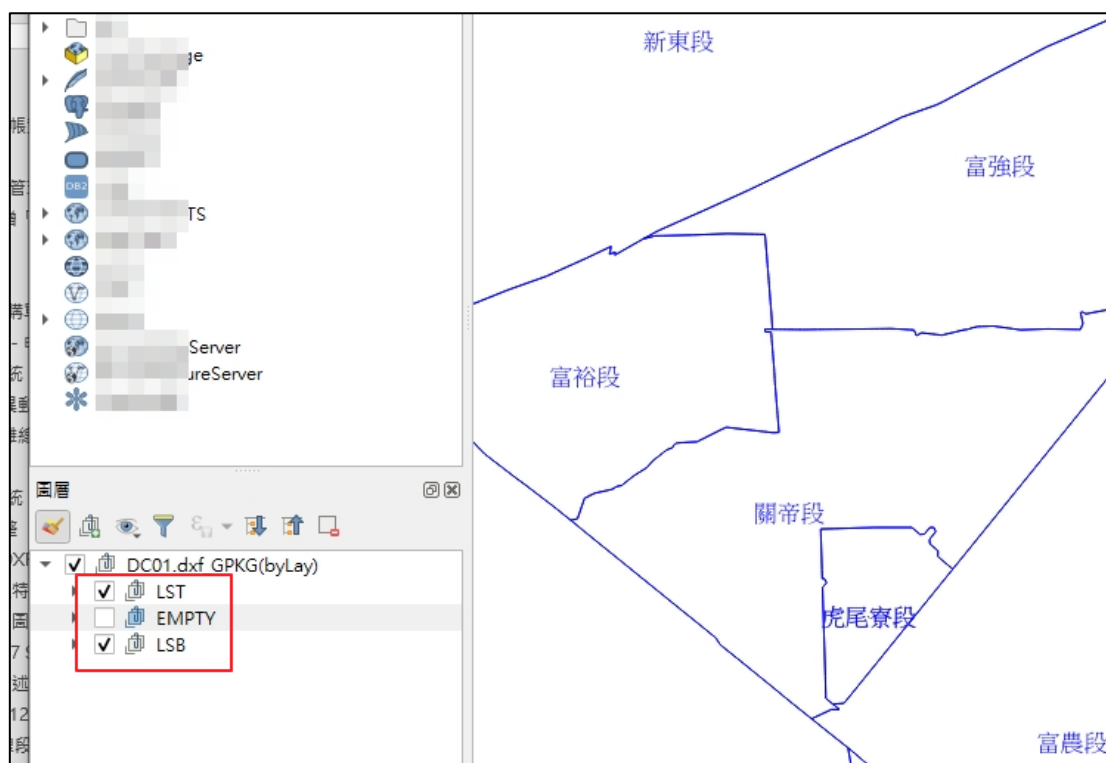 ge
DB2
TS
Server
ureServer
圖層
DC01.dxf GPKG(byLay)
LST
EMPTY
LSB
新東段
富強段
富裕段
關帝段
虎尾寮段
富農段